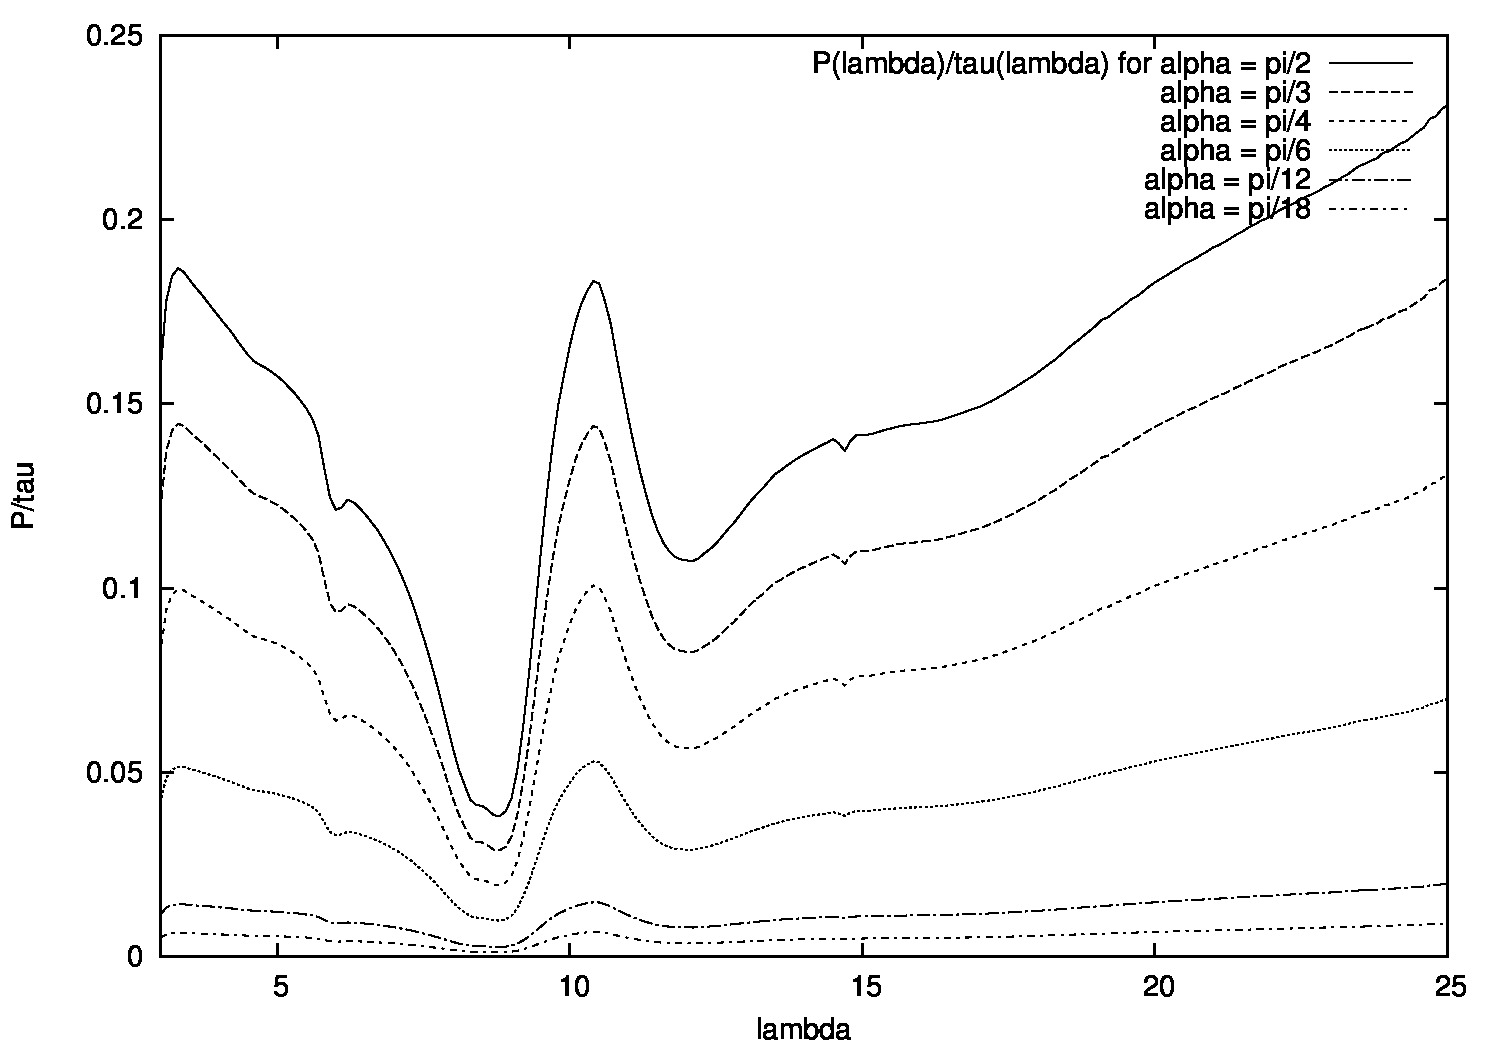 0.25
0.2
0.15
0.1
0.05
0
P/tau
P(lambda)/tau(lambda) for alpha = pi/2
alpha = pi/3
alpha = pi/4
alpha = pi/6
alpha = pi/12
alpha = pi/18
5 10 15 20 25
lambda